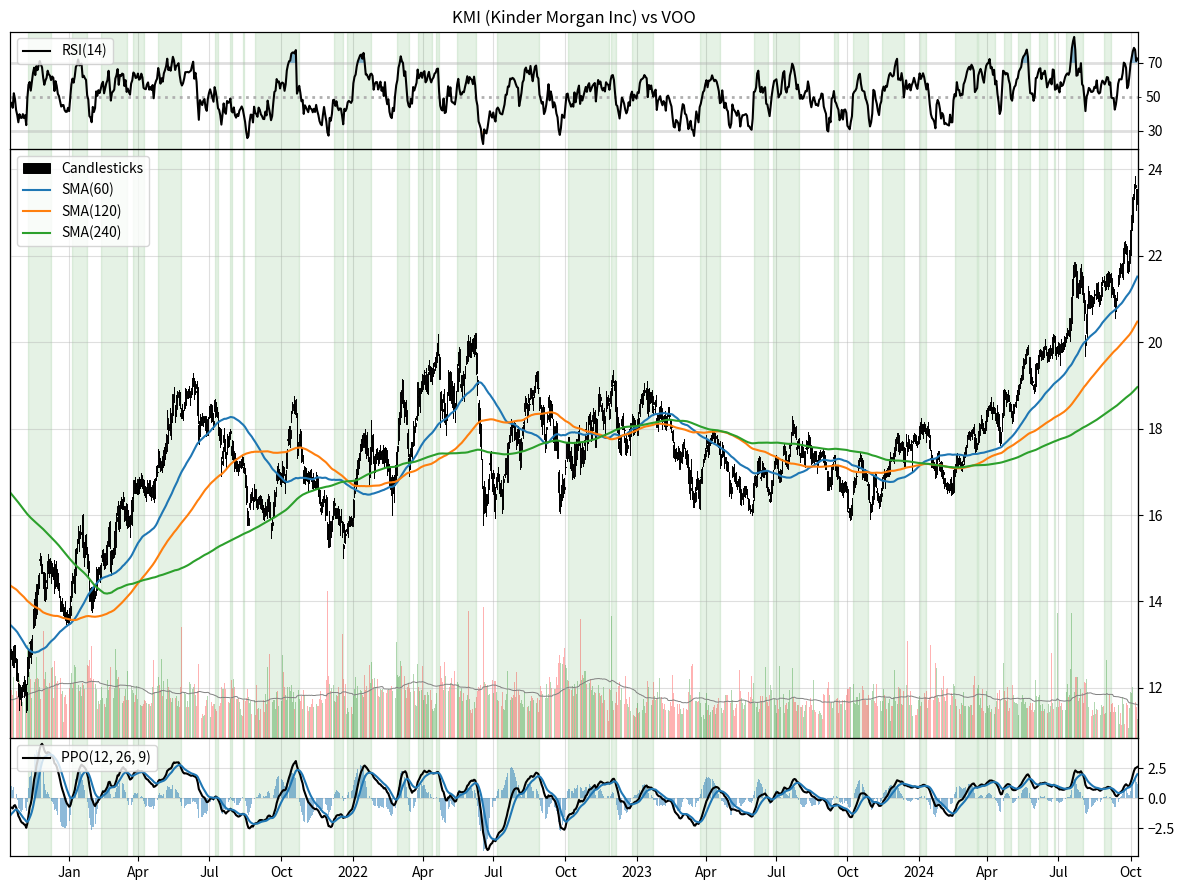 KMI (Kinder Morgan Inc) vs VOO
RSI(14)
70
50
30
Candlesticks
SMA(60)
SMA(120)
SMA(240)
24
22
20
18
16
14
12
PPO(12, 26, 9)
2.5
0.0
−2.5
Jan Apr Jul Oct 2022 Apr Jul Oct 2023 Apr Jul Oct 2024 Apr Jul Oct